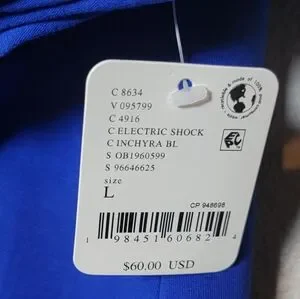 C 8634
V 095799
C 4916
C ELECTRIC SHOCK
C INCHYRA BL
S OB1960599
S 96646625
size
L
CP 948698
1 98451 60682 4
$60.00 USD